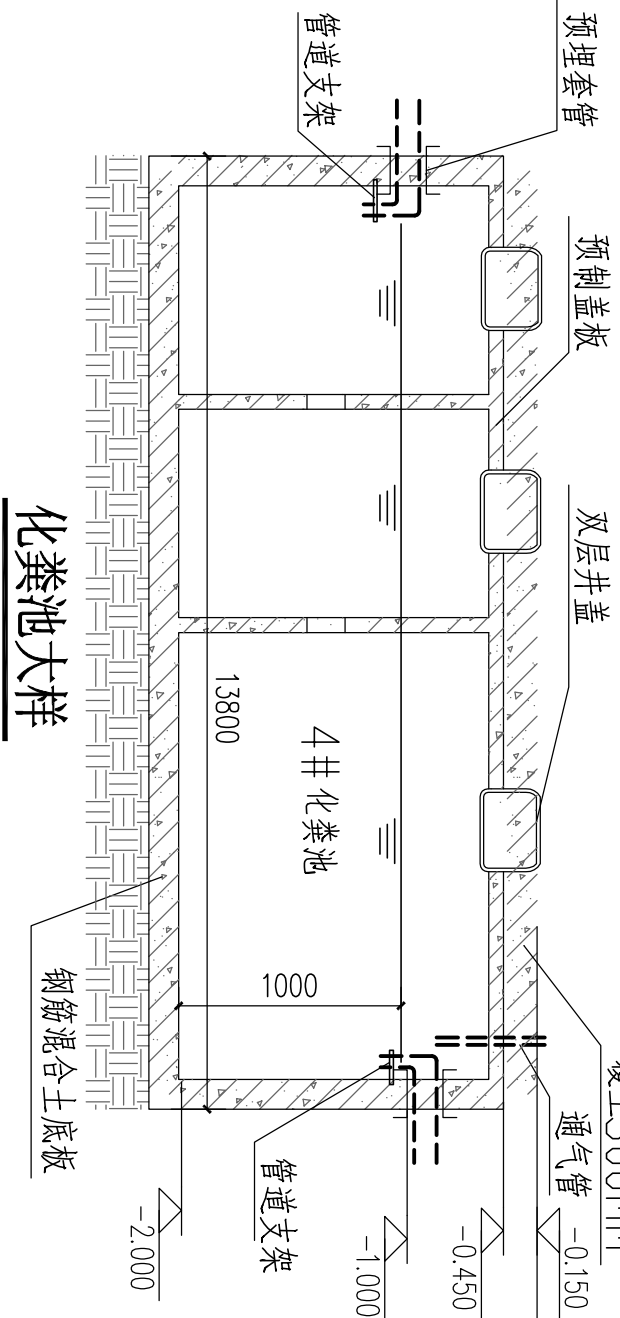 预埋套管
管道支架
预制盖板
双层井盖
通气管
-0.150
-0.450
-1.000
-2.000
13800
4#化粪池
1000
管道支架
钢筋混合土底板
化粪池大样